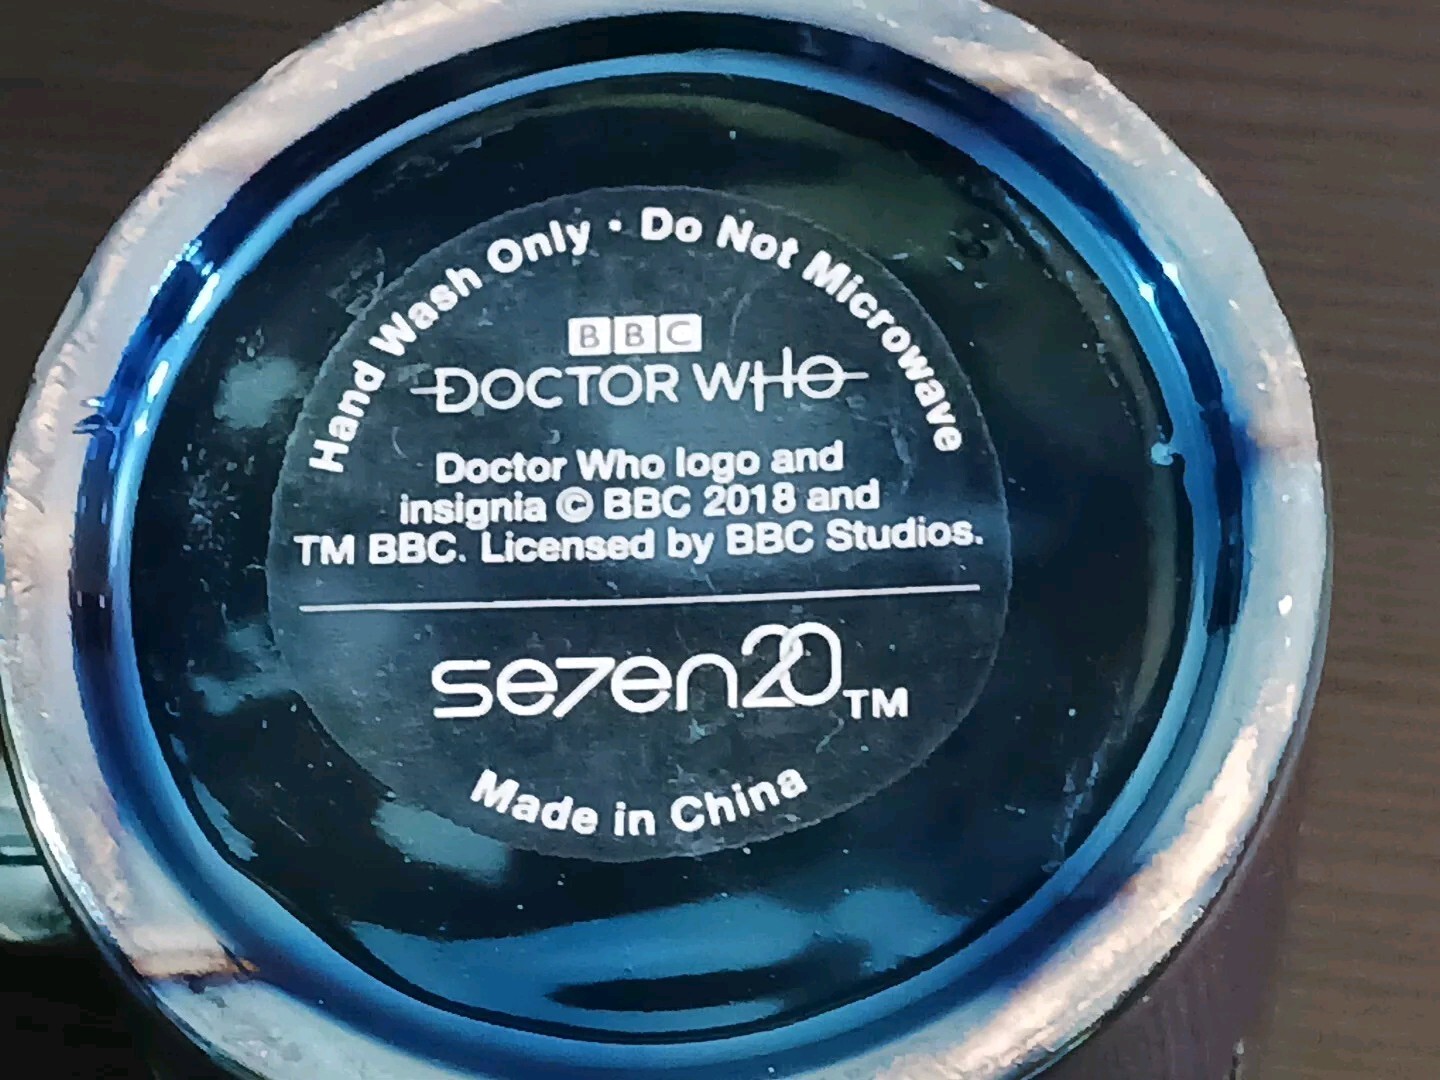 Hand Wash Only · Do Not Microwave
BBC
DOCTOR WHO
Doctor Who logo and
insignia © BBC 2018 and
TM BBC. Licensed by BBC Studios.
se7en20™
Made in China